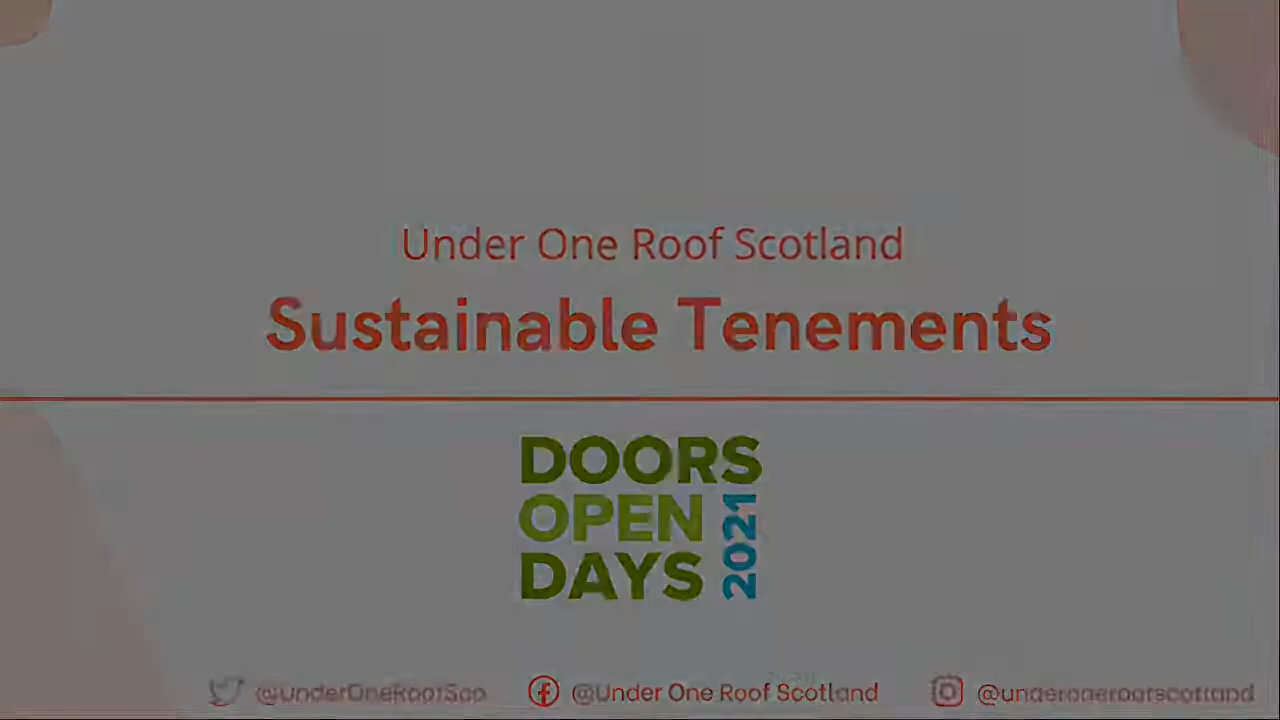 Under One Roof Scotland
Sustainable Tenements
DOORS
OPEN
DAYS
2021
@UnderOneRoofSco
@Under One Roof Scotland
@underoneroofscotland